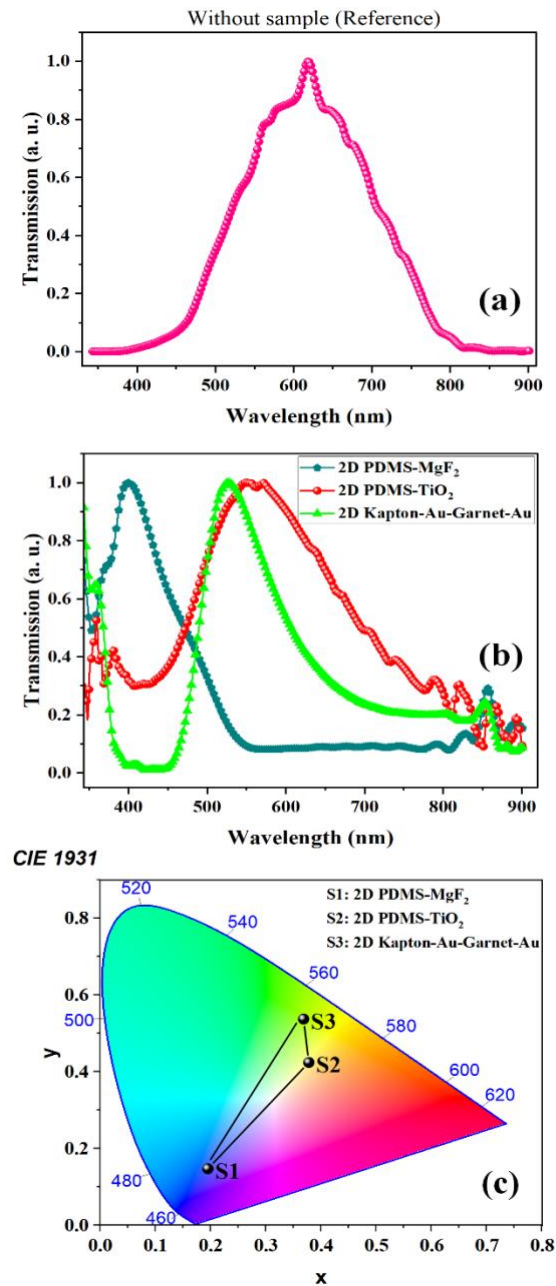 Without sample (Reference)
Transmission (a. u.)
1.0
0.8
0.6
0.4
0.2
0.0
(a)
400 500 600 700 800 900
Wavelength (nm)
Transmission (a. u.)
1.0
0.8
0.6
0.4
0.2
0.0
2D PDMS-MgF₂
2D PDMS-TiO₂
2D Kapton-Au-Garnet-Au
(b)
400 500 600 700 800 900
Wavelength (nm)
CIE 1931
S1: 2D PDMS-MgF₂
S2: 2D PDMS-TiO₂
S3: 2D Kapton-Au-Garnet-Au
y
0.8
0.6
0.4
0.2
0.0
520
540
560
500
580
600
620
480
460
S3
S2
S1
(c)
0.0 0.1 0.2 0.3 0.4 0.5 0.6 0.7 0.8
x